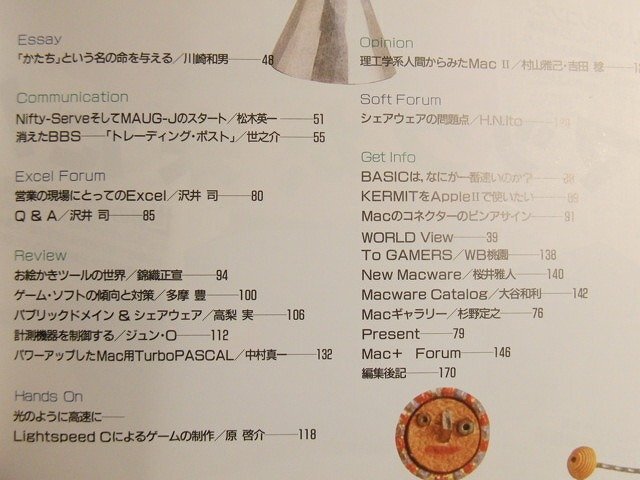 Essay
「かたち」という名の命を与える／川崎和男——48
Communication
Nifty-ServeそしてMAUG-Jのスタート／松木英一——51
消えたBBS——「トレーディング・ポスト」／世之介——55
Excel Forum
営業の現場にとってのExcel／沢井 司——80
Q & A／沢井 司——85
Review
お絵かきツールの世界／錦織正宣——94
ゲーム・ソフトの傾向と対策／多摩 豊——100
パブリックドメイン & シェアウェア／高梨 実——106
計測機器を制御する／ジュン・O——112
パワーアップしたMac用TurboPASCAL／中村真一——132
Hands On
光のように高速に——
Lightspeed Cによるゲームの制作／原 啓介——118
Opinion
理工学系人間からみたMac II／村山雅己・吉田 稔——
Soft Forum
シェアウェアの問題点／H.N.Ito——
Get Info
BASICは、なにが一番速いのか?——
KERMITをAppleIIで使いたい——89
Macのコネクターのピンアサイン——91
WORLD View——39
To GAMERS／WB桃園——138
New Macware／桜井雅人——140
Macware Catalog／大谷和利——142
Macギャラリー／杉野定之——76
Present——79
Mac+ Forum——146
編集後記——170